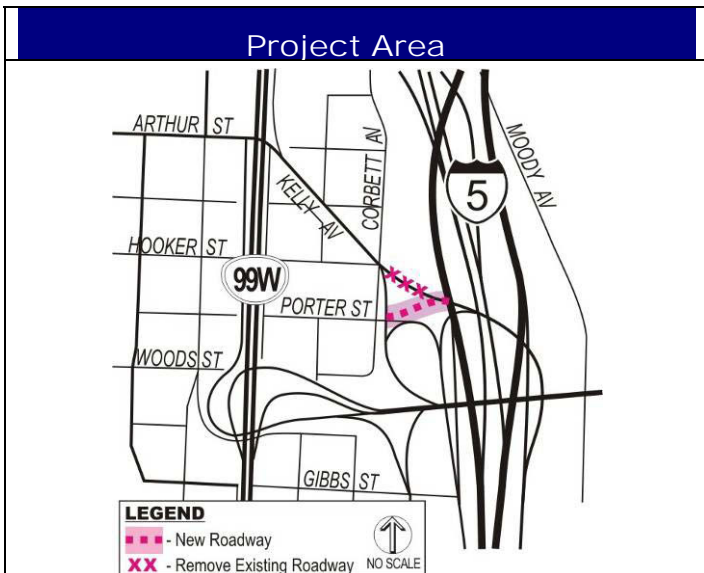 Project Area
ARTHUR ST
KELLY AV
CORBETT AV
MOODY AV
5
HOOKER ST
99W
PORTER ST
WOODS ST
GIBBS ST
LEGEND
- New Roadway
XX - Remove Existing Roadway
NO SCALE